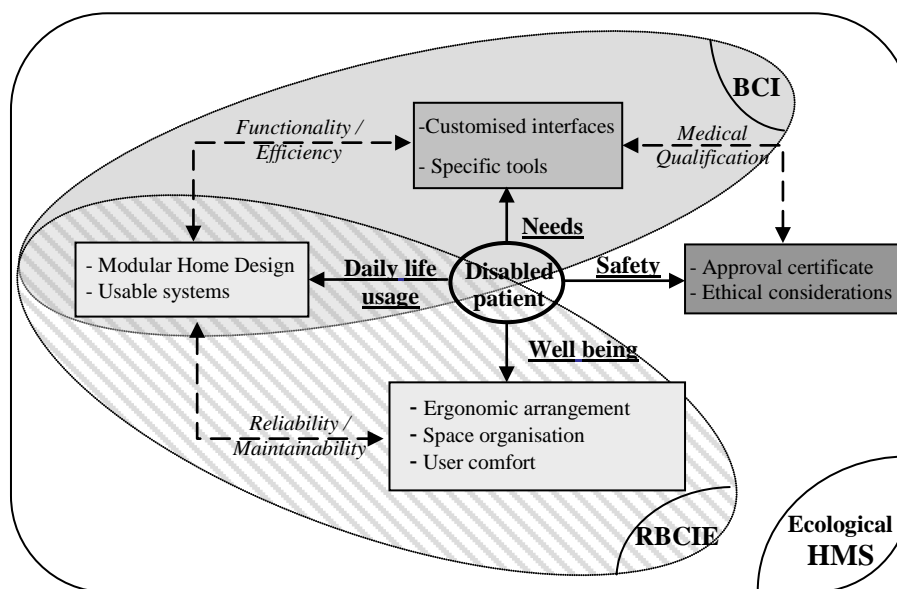 BCI
Functionality /
Efficiency
-Customised interfaces
- Specific tools
Medical
Qualification
Needs
- Modular Home Design
- Usable systems
Daily life
usage
Disabled
patient
Safety
- Approval certificate
- Ethical considerations
Well being
Reliability /
Maintainability
- Ergonomic arrangement
- Space organisation
- User comfort
RBCIE
Ecological
HMS